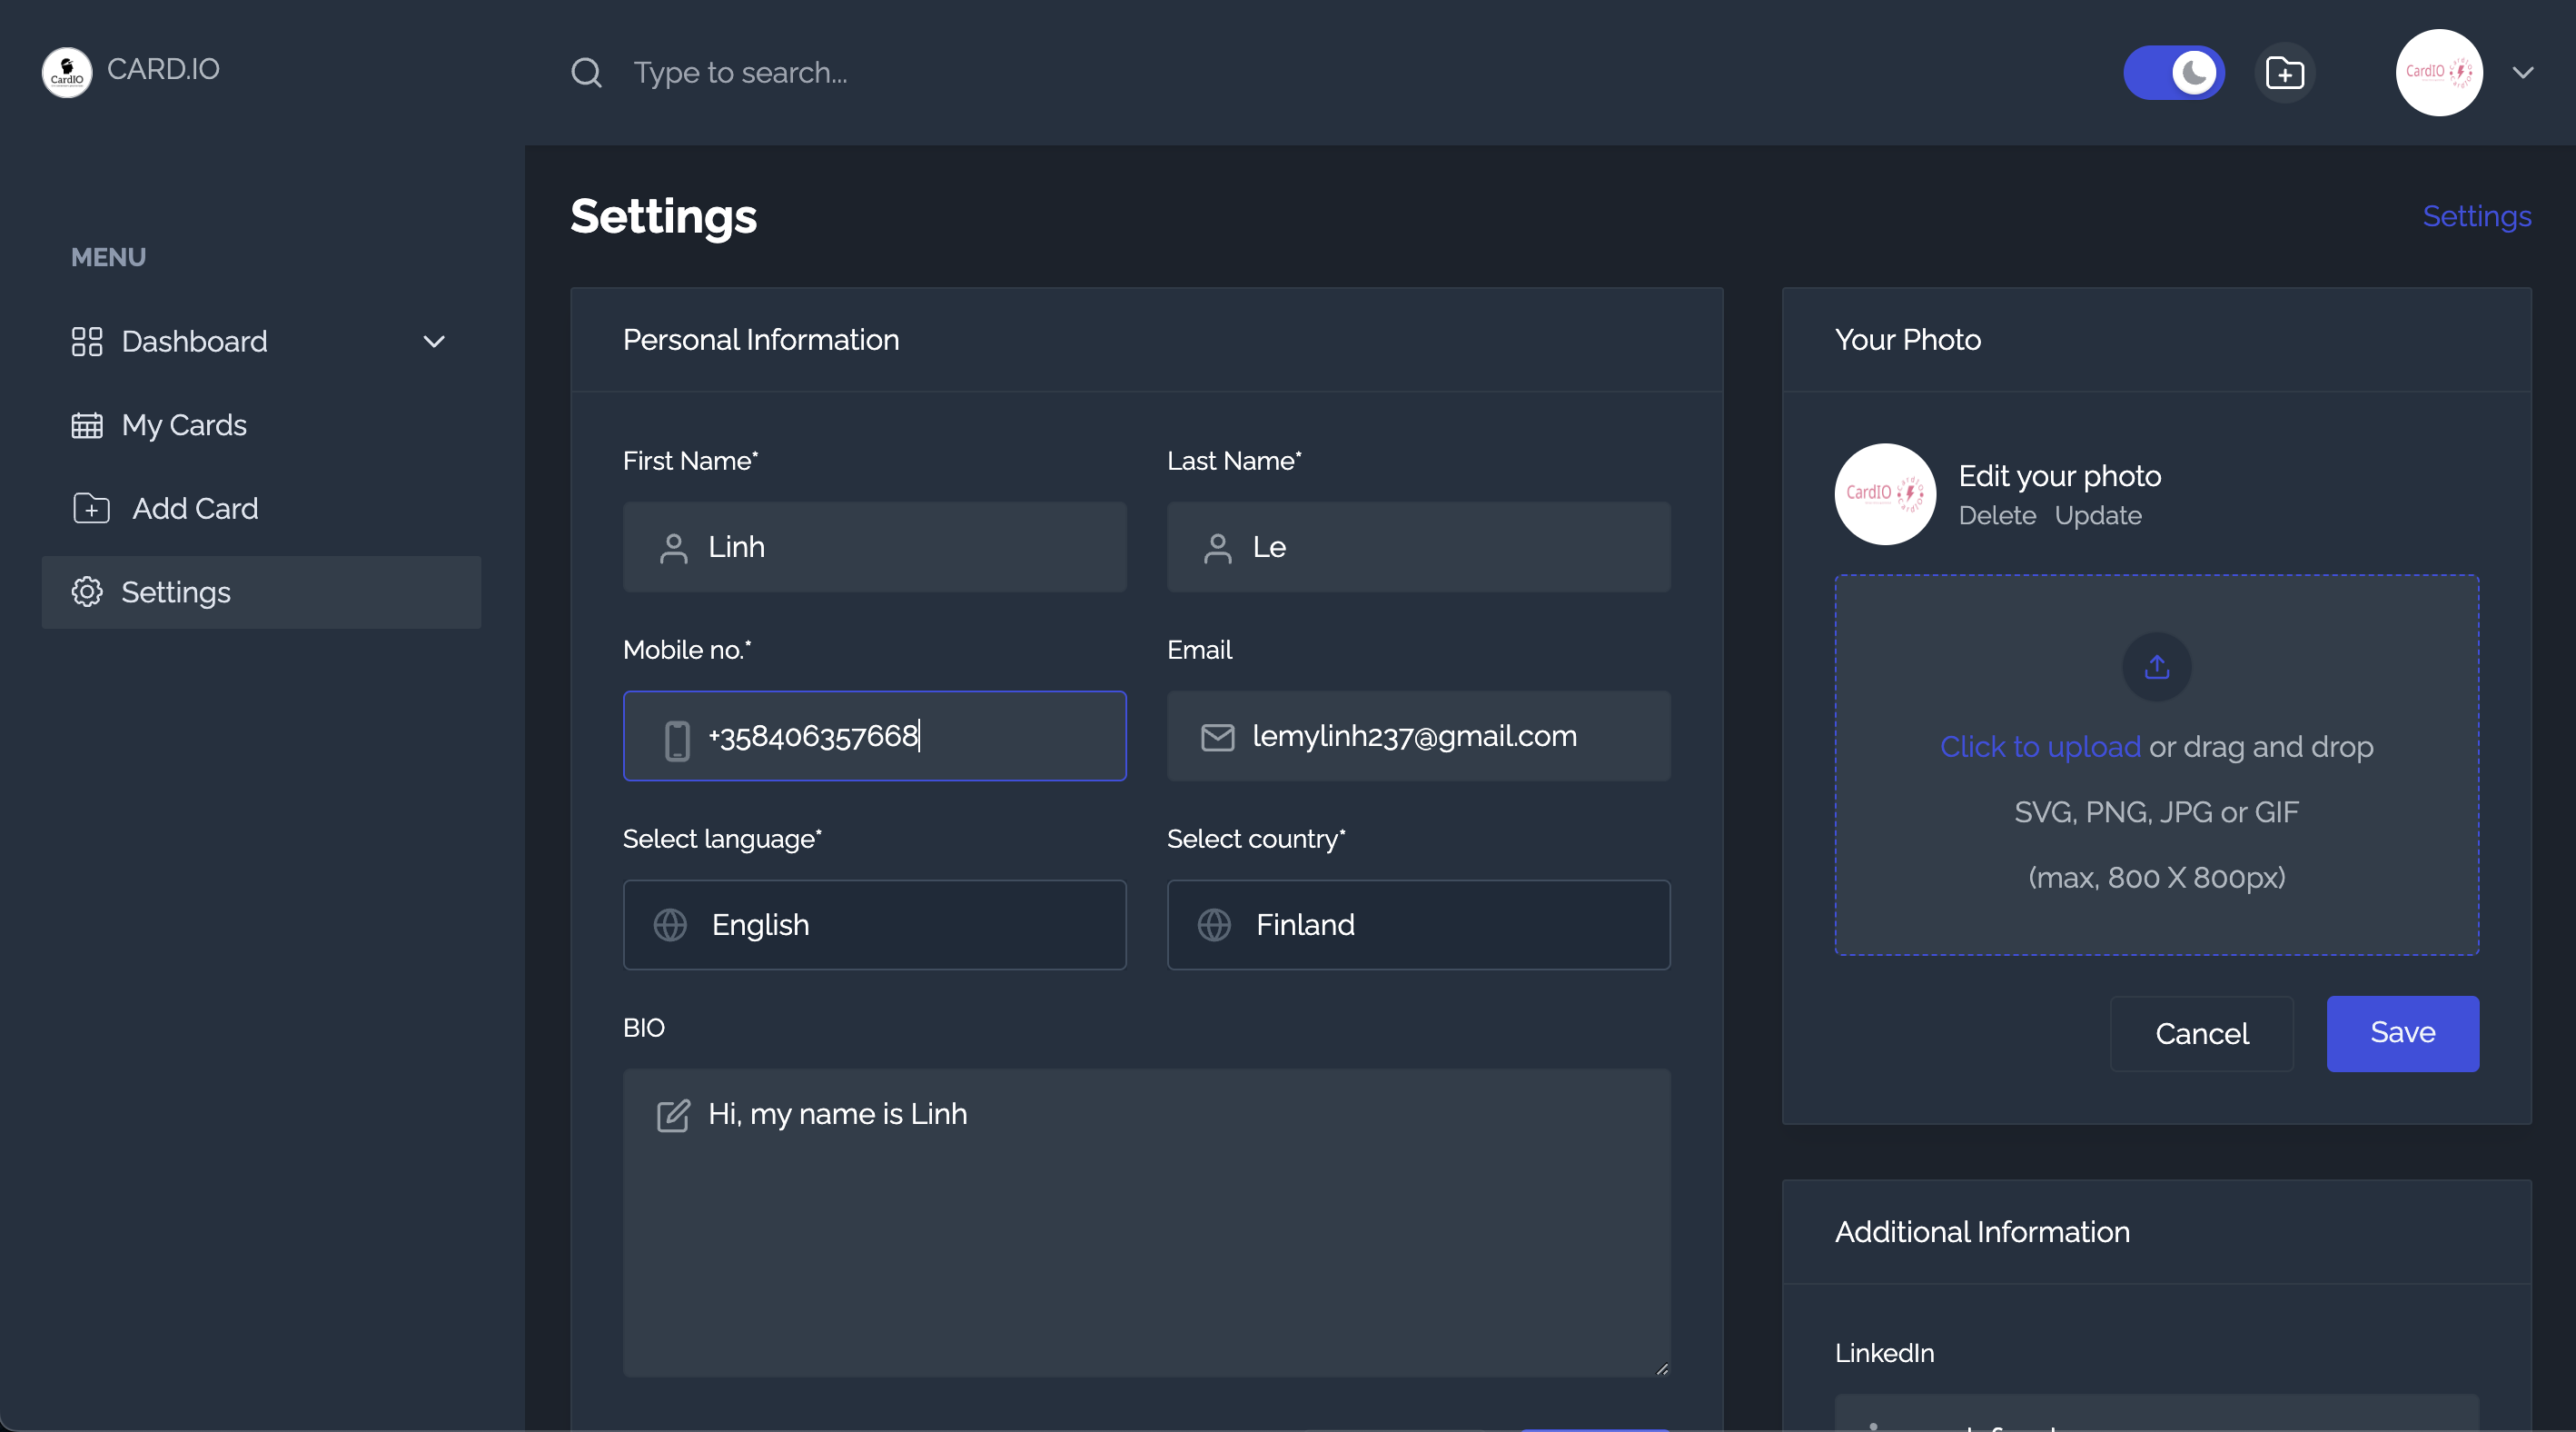 CardIO
CARD.IO
Type to search...
CardIO
MENU
Dashboard
My Cards
Add Card
Settings
Settings
Settings
Personal Information
First Name*
Last Name*
Linh
Le
Mobile no.*
Email
+358406357668
lemylinh237@gmail.com
Select language*
Select country*
English
Finland
BIO
Hi, my name is Linh
Your Photo
CardIO
Edit your photo
Delete Update
Click to upload or drag and drop
SVG, PNG, JPG or GIF
(max, 800 X 800px)
Cancel
Save
Additional Information
LinkedIn